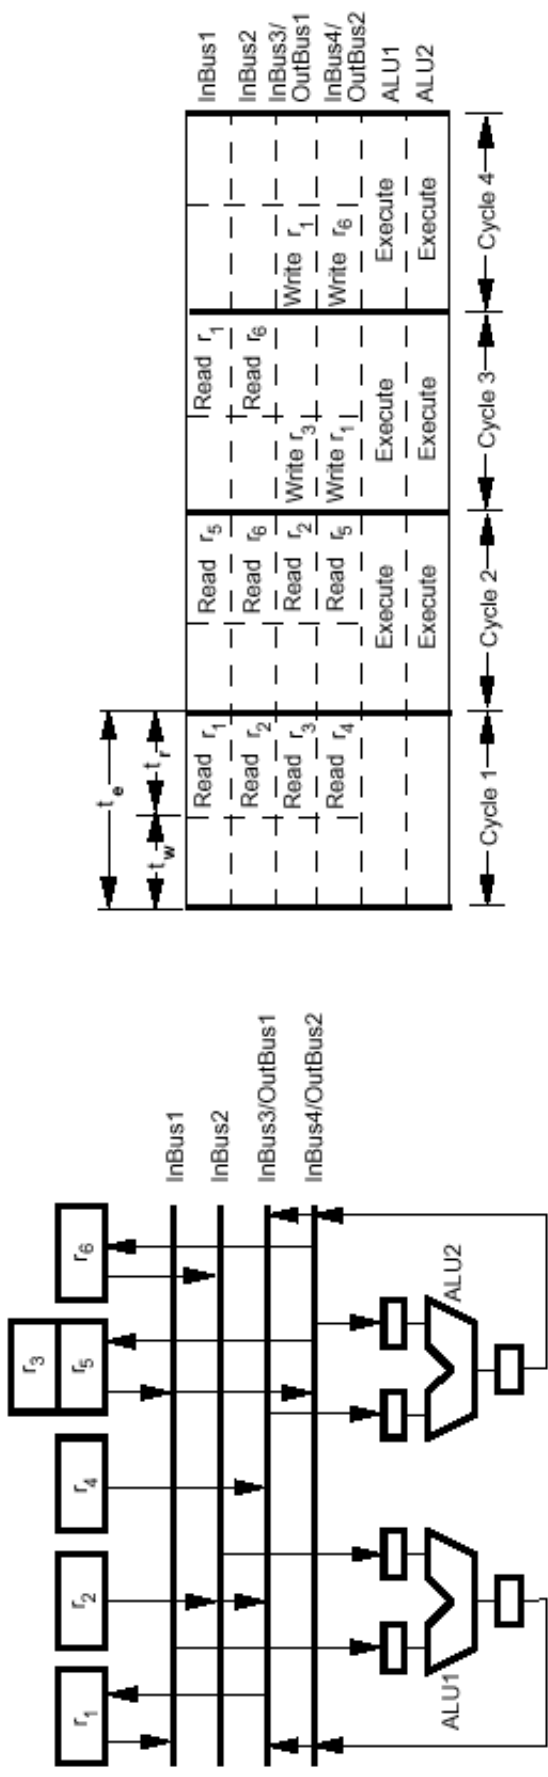 r1
r2
r4
r3
r5
r6
InBus1
InBus2
InBus3/OutBus1
InBus4/OutBus2
ALU1
ALU2
te
tw
tr
Read r1
Read r5
Read r1
InBus1
Read r2
Read r6
Read r6
InBus2
Read r3
Read r2
Write r3
Write r1
InBus3/
OutBus1
Read r4
Read r5
Write r1
Write r6
InBus4/
OutBus2
Execute
Execute
Execute
ALU1
Execute
Execute
Execute
ALU2
Cycle 1
Cycle 2
Cycle 3
Cycle 4